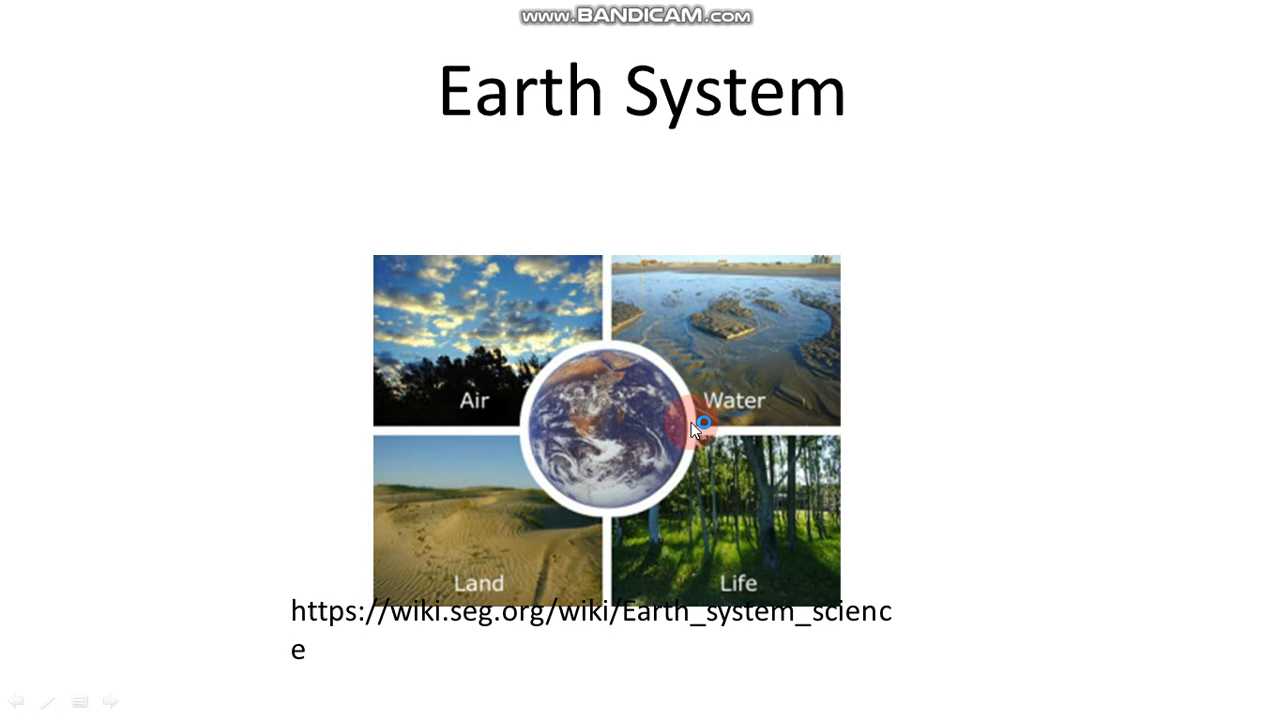 www.BANDICAM.com
Earth System
Air
Water
Land
Life
https://wiki.seg.org/wiki/Earth_system_scienc
e